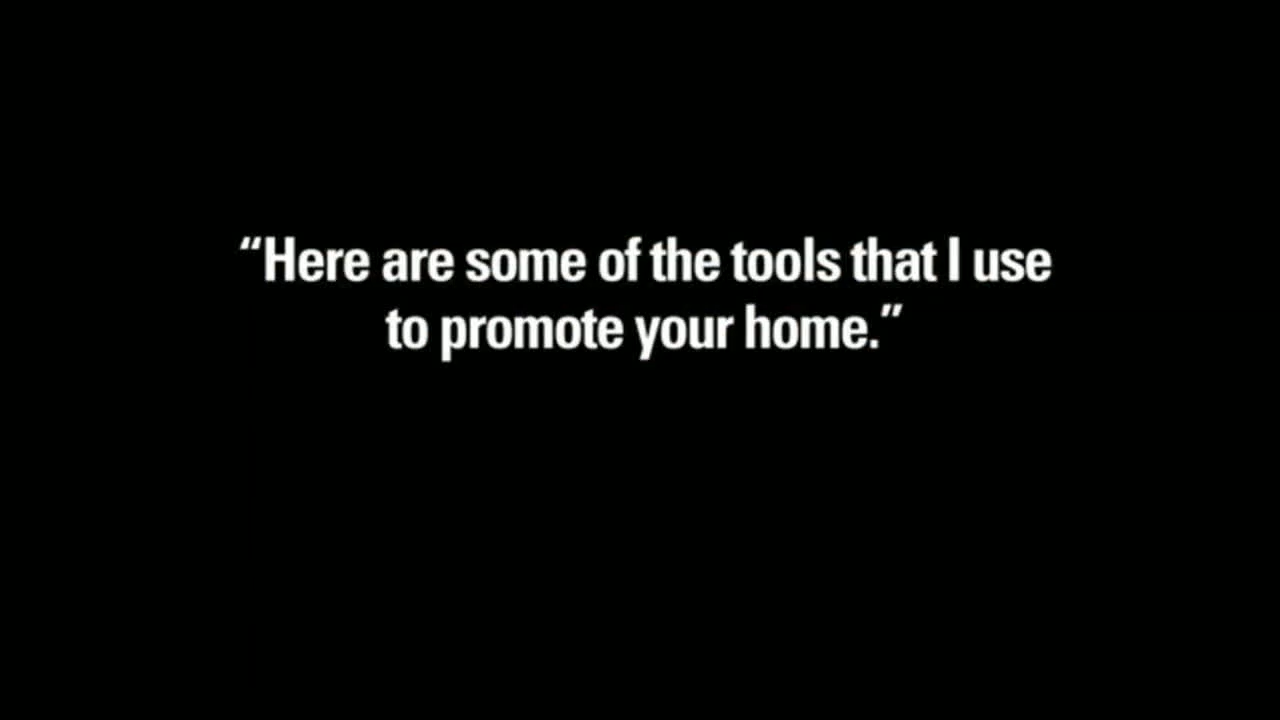 “Here are some of the tools that I use
to promote your home.”